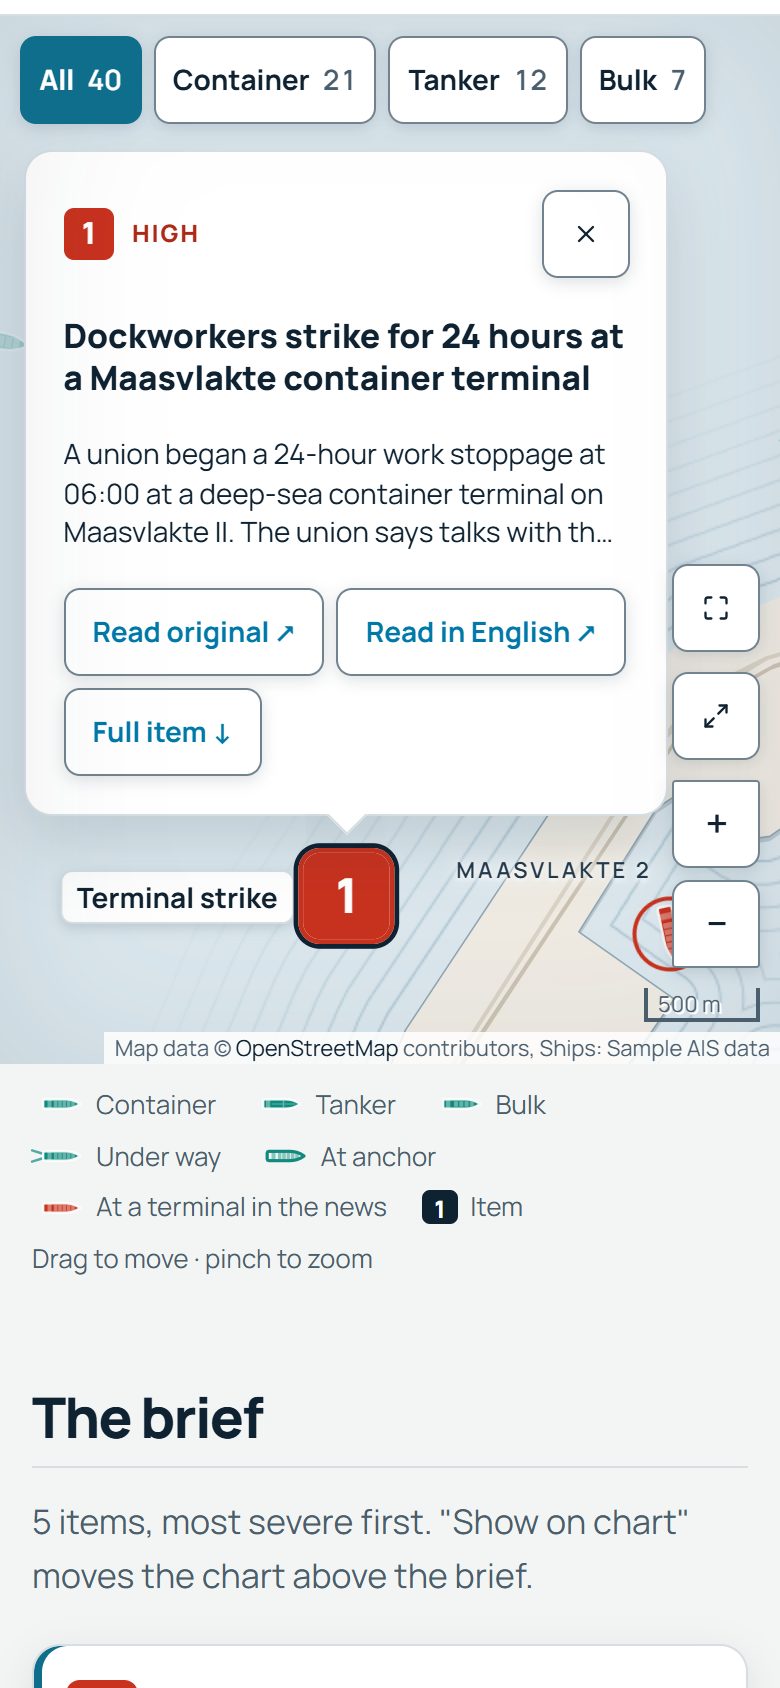 All 40
Container 21
Tanker 12
Bulk 7
1 HIGH
Dockworkers strike for 24 hours at
a Maasvlakte container terminal
A union began a 24-hour work stoppage at
06:00 at a deep-sea container terminal on
Maasvlakte II. The union says talks with th…
Read original ↗
Read in English ↗
Full item ↓
MAASVLAKTE 2
Terminal strike
1
500 m
Map data © OpenStreetMap contributors, Ships: Sample AIS data
Container
Tanker
Bulk
Under way
At anchor
At a terminal in the news
1 Item
Drag to move · pinch to zoom
The brief
5 items, most severe first. "Show on chart"
moves the chart above the brief.